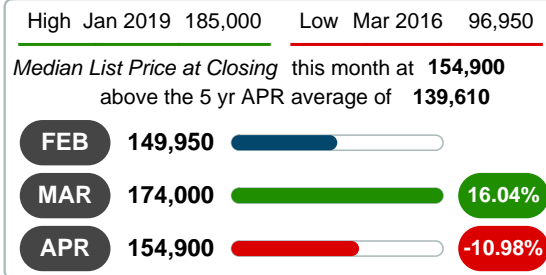 High Jan 2019 185,000 Low Mar 2016 96,950
Median List Price at Closing this month at 154,900
above the 5 yr APR average of 139,610
FEB 149,950
MAR 174,000 16.04%
APR 154,900 -10.98%